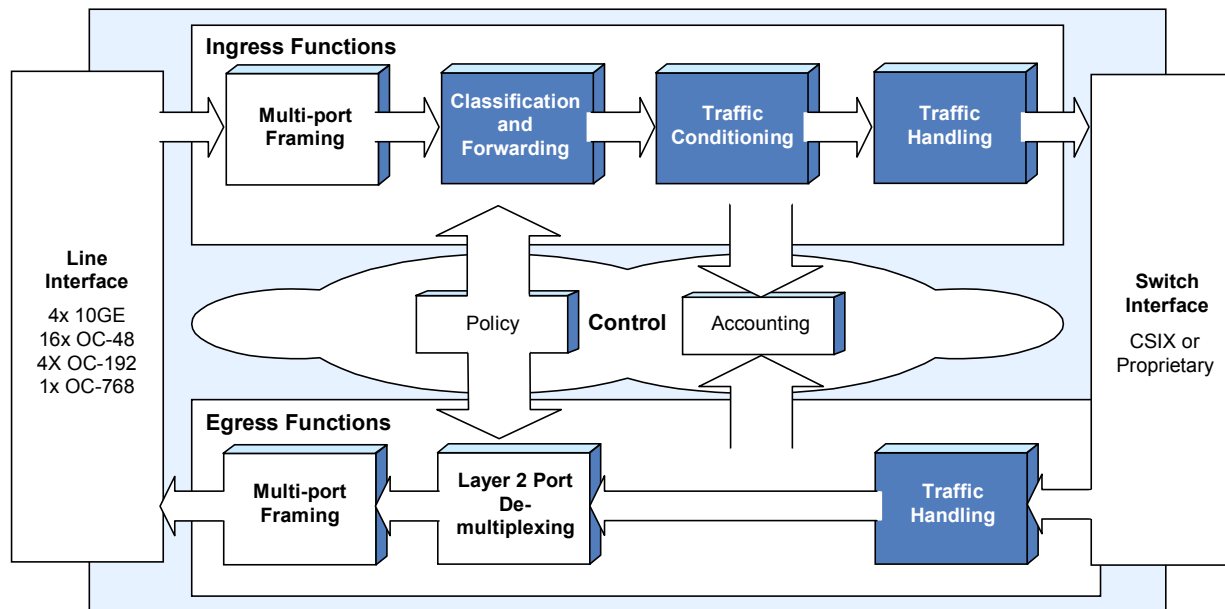 Ingress Functions
Multi-port
Framing
Classification
and
Forwarding
Traffic
Conditioning
Traffic
Handling
Line
Interface
4x 10GE
16x OC-48
4X OC-192
1x OC-768
Policy
Control
Accounting
Switch
Interface
CSIX or
Proprietary
Egress Functions
Multi-port
Framing
Layer 2 Port
De-
multiplexing
Traffic
Handling